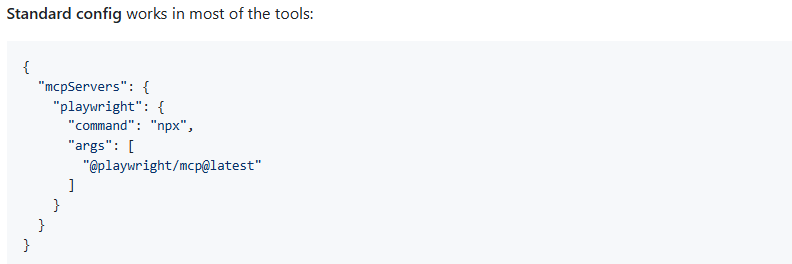 Standard config works in most of the tools:
{
  "mcpServers": {
    "playwright": {
      "command": "npx",
      "args": [
        "@playwright/mcp@latest"
      ]
    }
  }
}